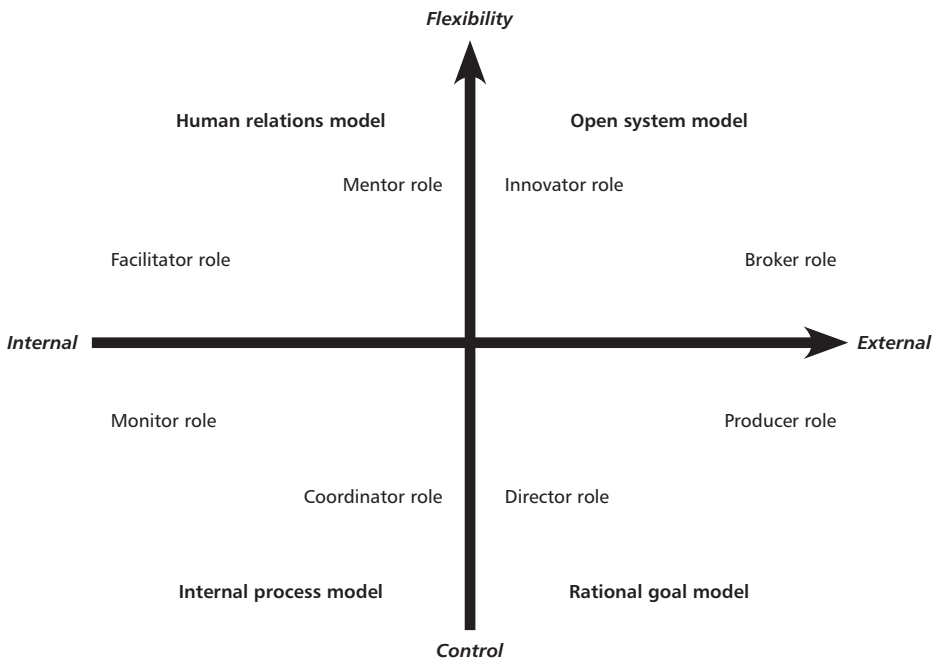 Flexibility
Human relations model
Open system model
Mentor role
Innovator role
Facilitator role
Broker role
Internal
External
Monitor role
Producer role
Coordinator role
Director role
Internal process model
Rational goal model
Control